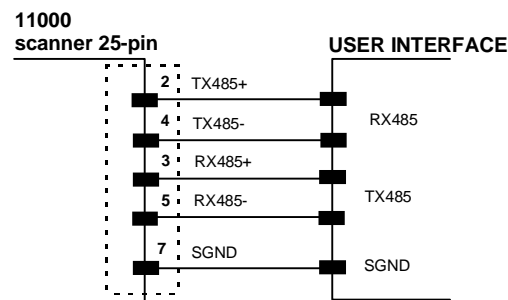 11000
scanner 25-pin
USER INTERFACE
2 TX485+
RX485
4 TX485-
3 RX485+
TX485
5 RX485-
7 SGND
SGND